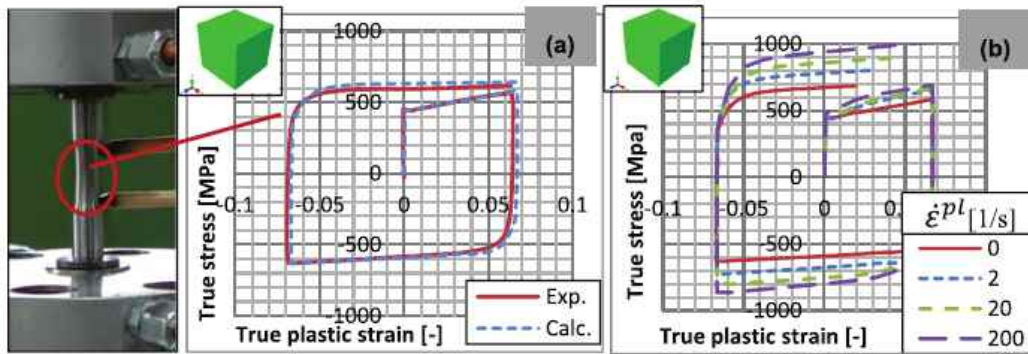 (a)
1000
500
0
-500
-1000
-0.1
-0.05
0
0.05
0.1
True stress [MPa]
True plastic strain [-]
Exp.
Calc.
(b)
1000
500
0
-500
-1000
-0.1
-0.05
0
True stress [Mpa]
True plastic strain [-]
ε̇ᵖˡ[1/s]
0
2
20
200